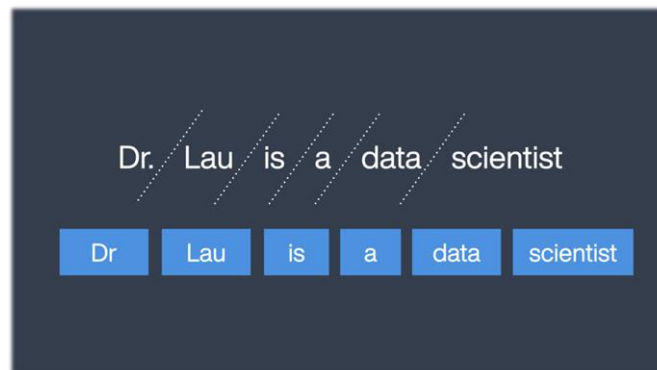 Dr. Lau is a data scientist
Dr Lau is a data scientist